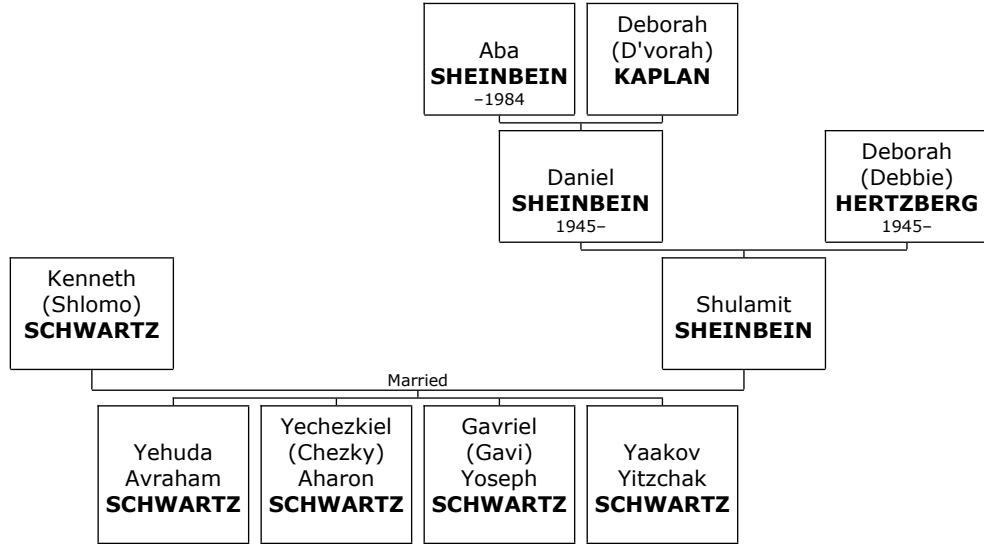 Aba
SHEINBEIN
–1984
Deborah
(D'vorah)
KAPLAN
Daniel
SHEINBEIN
1945–
Deborah
(Debbie)
HERTZBERG
1945–
Kenneth
(Shlomo)
SCHWARTZ
Shulamit
SHEINBEIN
Married
Yehuda
Avraham
SCHWARTZ
Yechezkiel
(Chezky)
Aharon
SCHWARTZ
Gavriel
(Gavi)
Yoseph
SCHWARTZ
Yaakov
Yitzchak
SCHWARTZ